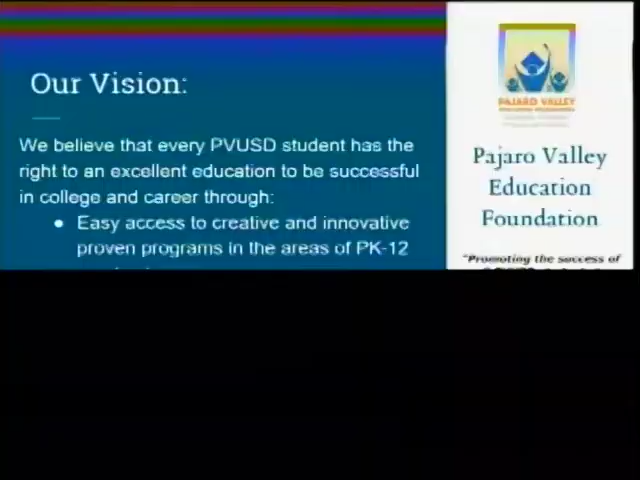 Our Vision:
We believe that every PVUSD student has the
right to an excellent education to be successful
in college and career through:
Easy access to creative and innovative
proven programs in the areas of PK-12
PAJARO VALLEY
Pajaro Valley
Education
Foundation
"Promoting the success of